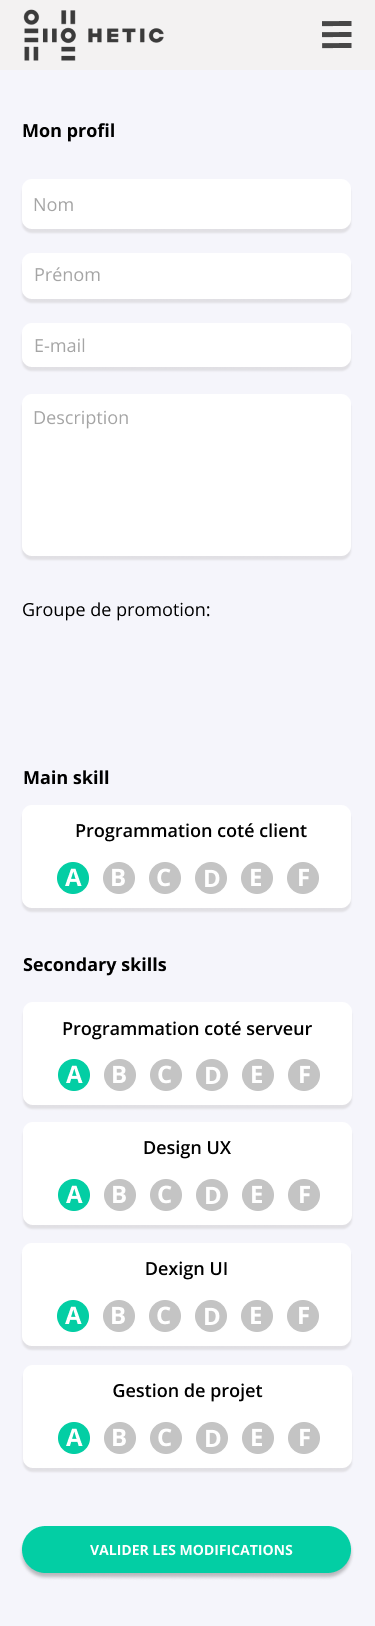 HETIC
Mon profil
Nom
Prénom
E-mail
Description
Groupe de promotion:
Main skill
Programmation coté client
A B C D E F
Secondary skills
Programmation coté serveur
A B C D E F
Design UX
A B C D E F
Dexign UI
A B C D E F
Gestion de projet
A B C D E F
VALIDER LES MODIFICATIONS